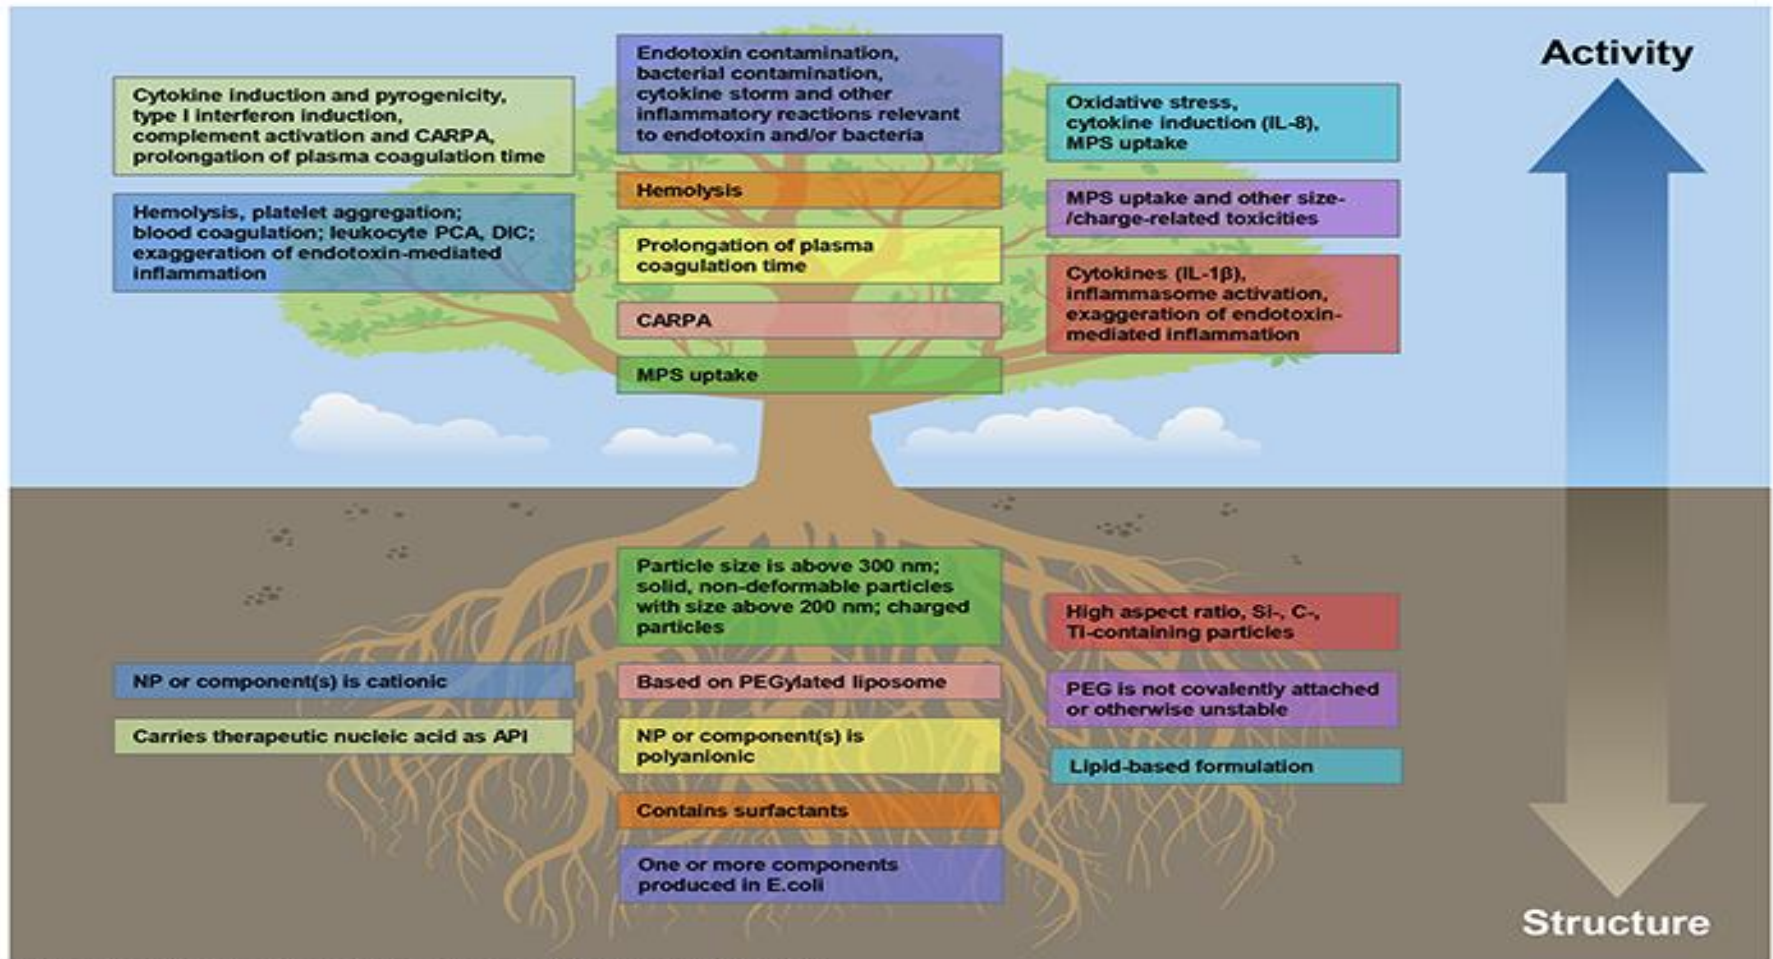 Activity
Cytokine induction and pyrogenicity,
type I interferon induction,
complement activation and CARPA,
prolongation of plasma coagulation time
Hemolysis, platelet aggregation;
blood coagulation; leukocyte PCA, DIC;
exaggeration of endotoxin-mediated
inflammation
Endotoxin contamination,
bacterial contamination,
cytokine storm and other
inflammatory reactions relevant
to endotoxin and/or bacteria
Hemolysis
Prolongation of plasma
coagulation time
CARPA
MPS uptake
Oxidative stress,
cytokine induction (IL-8),
MPS uptake
MPS uptake and other size-
/charge-related toxicities
Cytokines (IL-1β),
inflammasome activation,
exaggeration of endotoxin-
mediated inflammation
NP or component(s) is cationic
Carries therapeutic nucleic acid as API
Particle size is above 300 nm;
solid, non-deformable particles
with size above 200 nm; charged
particles
Based on PEGylated liposome
NP or component(s) is
polyanionic
Contains surfactants
One or more components
produced in E.coli
High aspect ratio, Si-, C-,
Ti-containing particles
PEG is not covalently attached
or otherwise unstable
Lipid-based formulation
Structure